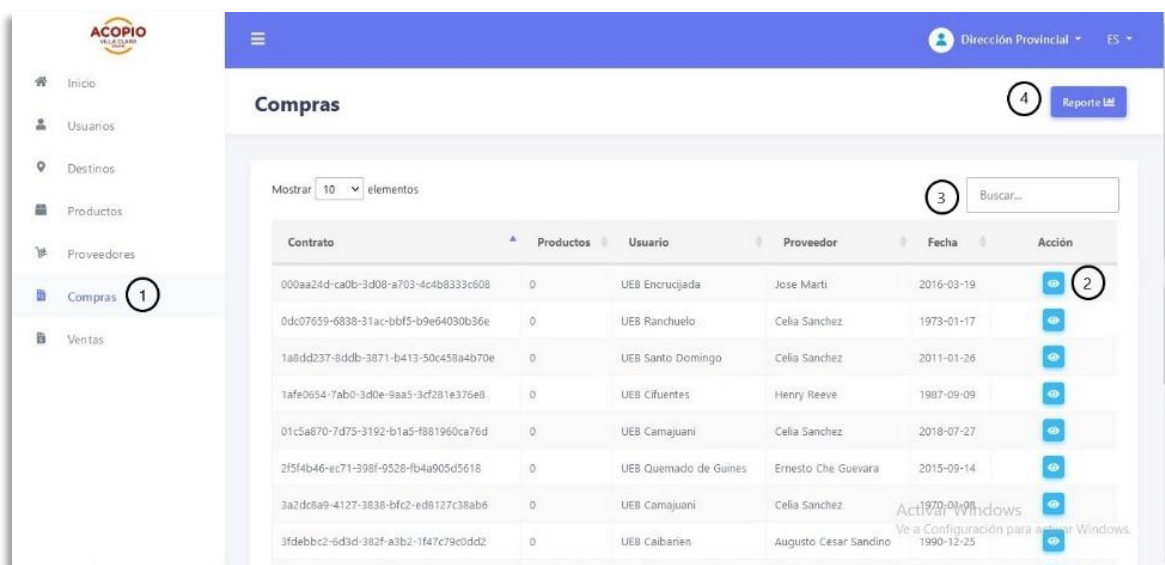 ACOPIO
VILLA CLARA
Dirección Provincial
ES
Inicio
Usuarios
Destinos
Productos
Proveedores
Compras
1
Ventas
Compras
4
Reporte
Mostrar 10 elementos
3
Buscar...
Contrato Productos Usuario Proveedor Fecha Acción
000aa24d-ca0b-3d08-a703-4c4b8333c608 0 UEB Encrucijada Jose Marti 2016-03-19
2
0dc07659-6838-31ac-bbf5-b9e64030b36e 0 UEB Ranchuelo Celia Sanchez 1973-01-17
1a8dd237-8ddb-3871-b413-50c458a4b70e 0 UEB Santo Domingo Celia Sanchez 2011-01-26
1afe0654-7ab0-3d0e-9aa5-3cf281e376e8 0 UEB Cifuentes Henry Reeve 1987-09-09
01c5a870-7d75-3192-b1a5-f881960ca76d 0 UEB Camajuani Celia Sanchez 2018-07-27
2f5f4b46-ec71-398f-9528-fb4a905d5618 0 UEB Quemado de Guines Ernesto Che Guevara 2015-09-14
3a2dc8a9-4127-3838-bfc2-ed8127c38ab6 0 UEB Camajuani Celia Sanchez
Activar Windows
Ve a Configuración para activar Windows.
3fdebbc2-6d3d-382f-a3b2-1f47c79c0dd2 0 UEB Caibarien Augusto Cesar Sandino 1990-12-25